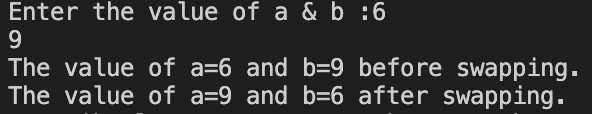 Enter the value of a & b :6
9
The value of a=6 and b=9 before swapping.
The value of a=9 and b=6 after swapping.